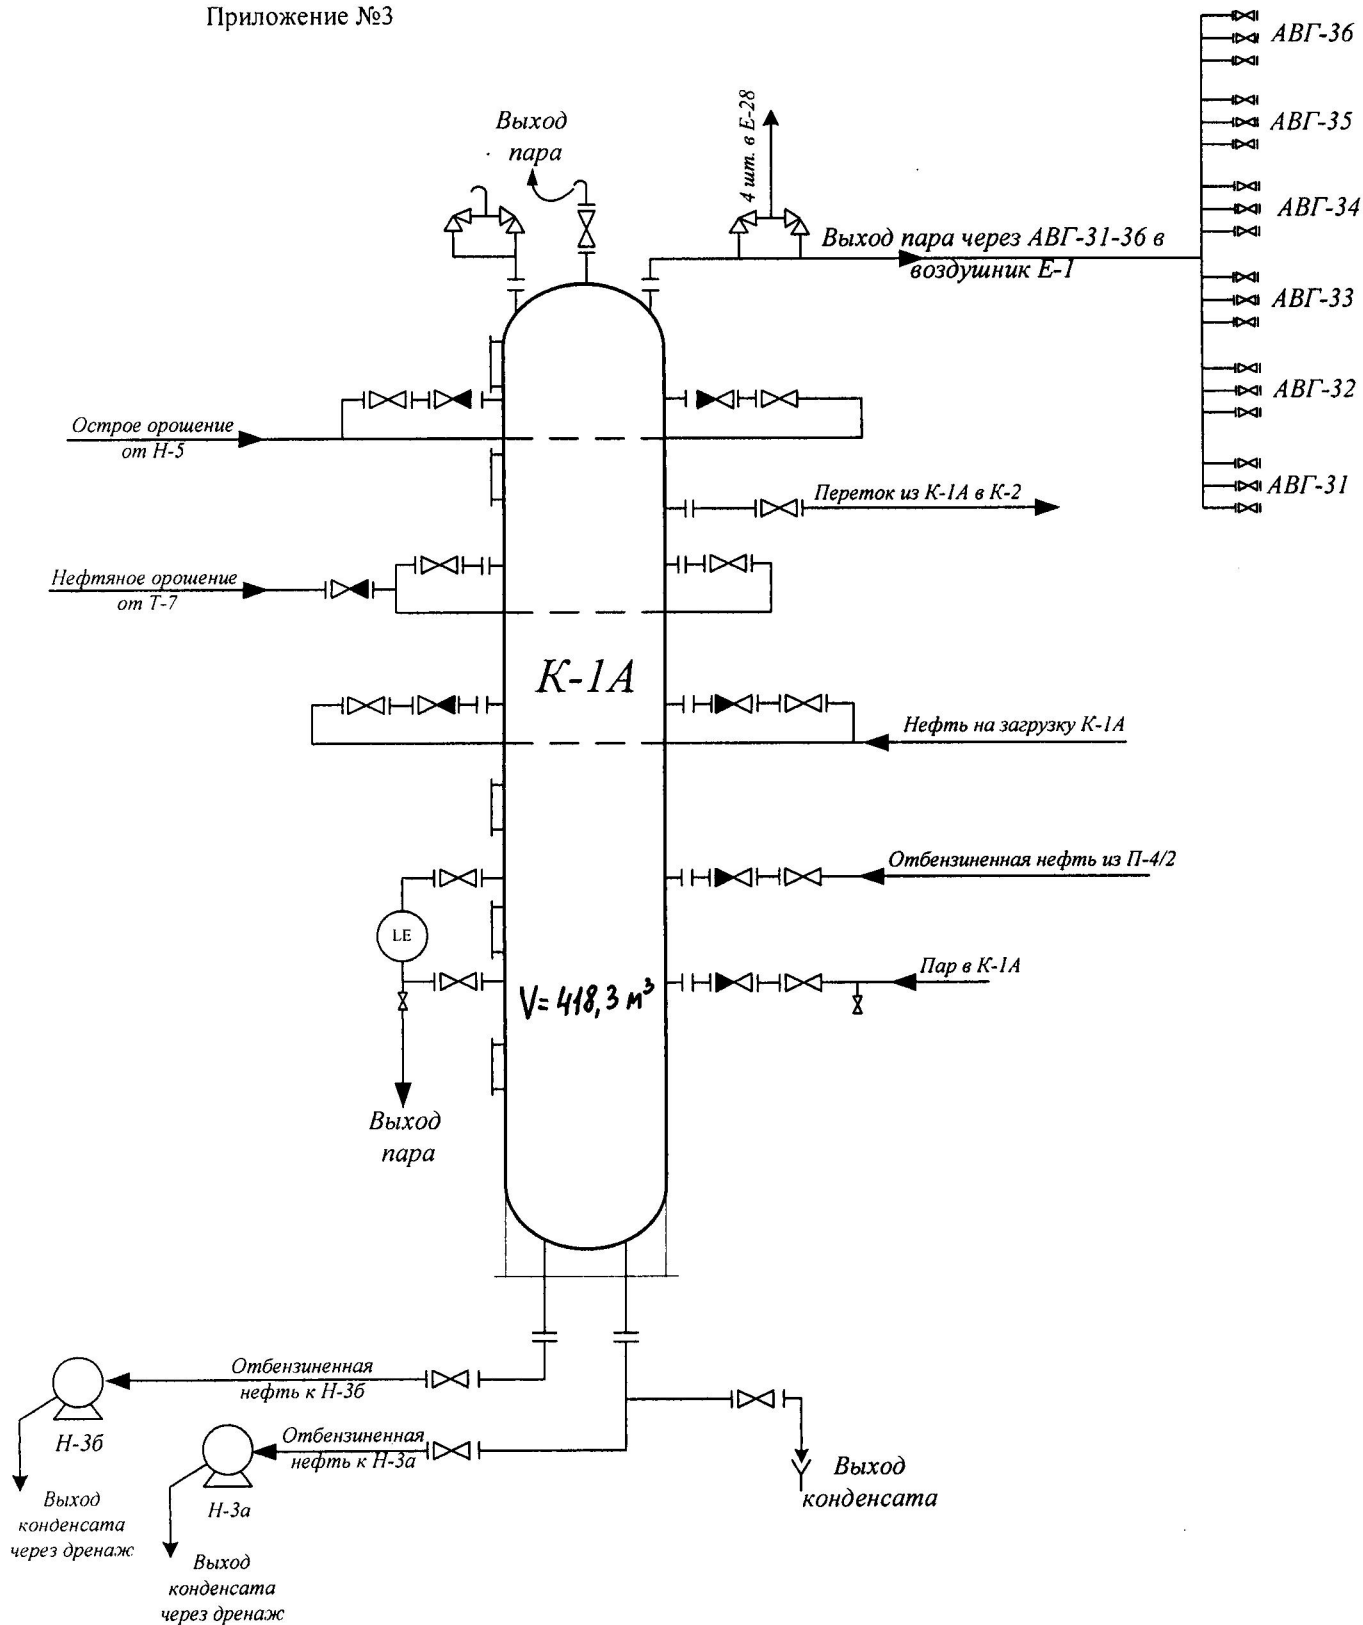 Приложение №3
АВГ-36
Выход
пара
4 шт. в Е-28
АВГ-35
АВГ-34
Выход пара через АВГ-31-36 в
воздушник Е-1
АВГ-33
АВГ-32
Острое орошение
от Н-5
АВГ-31
Переток из К-1А в К-2
Нефтяное орошение
от Т-7
К-1А
Нефть на загрузку К-1А
Отбензиненная нефть из П-4/2
LE
Пар в К-1А
V= 418,3 м³
Выход
пара
Отбензиненная
нефть к Н-3б
Н-3б
Отбензиненная
нефть к Н-3а
Н-3а
Выход
конденсата
Выход
конденсата
через дренаж
Выход
конденсата
через дренаж